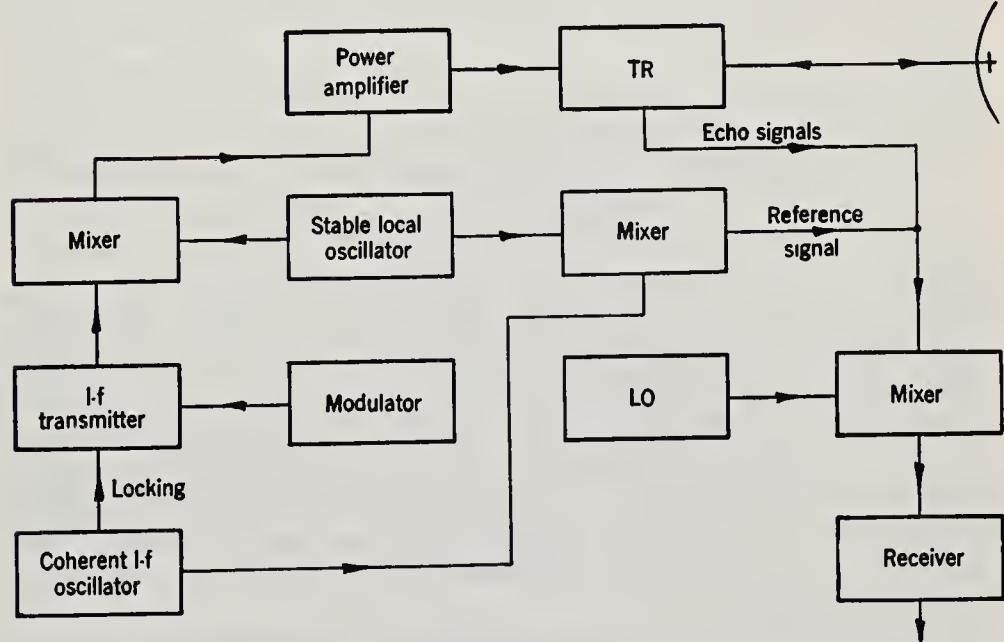 Power
amplifier
TR
Echo signals
Mixer
Stable local
oscillator
Mixer
Reference
signal
I-f
transmitter
Modulator
LO
Mixer
Locking
Coherent I-f
oscillator
Receiver